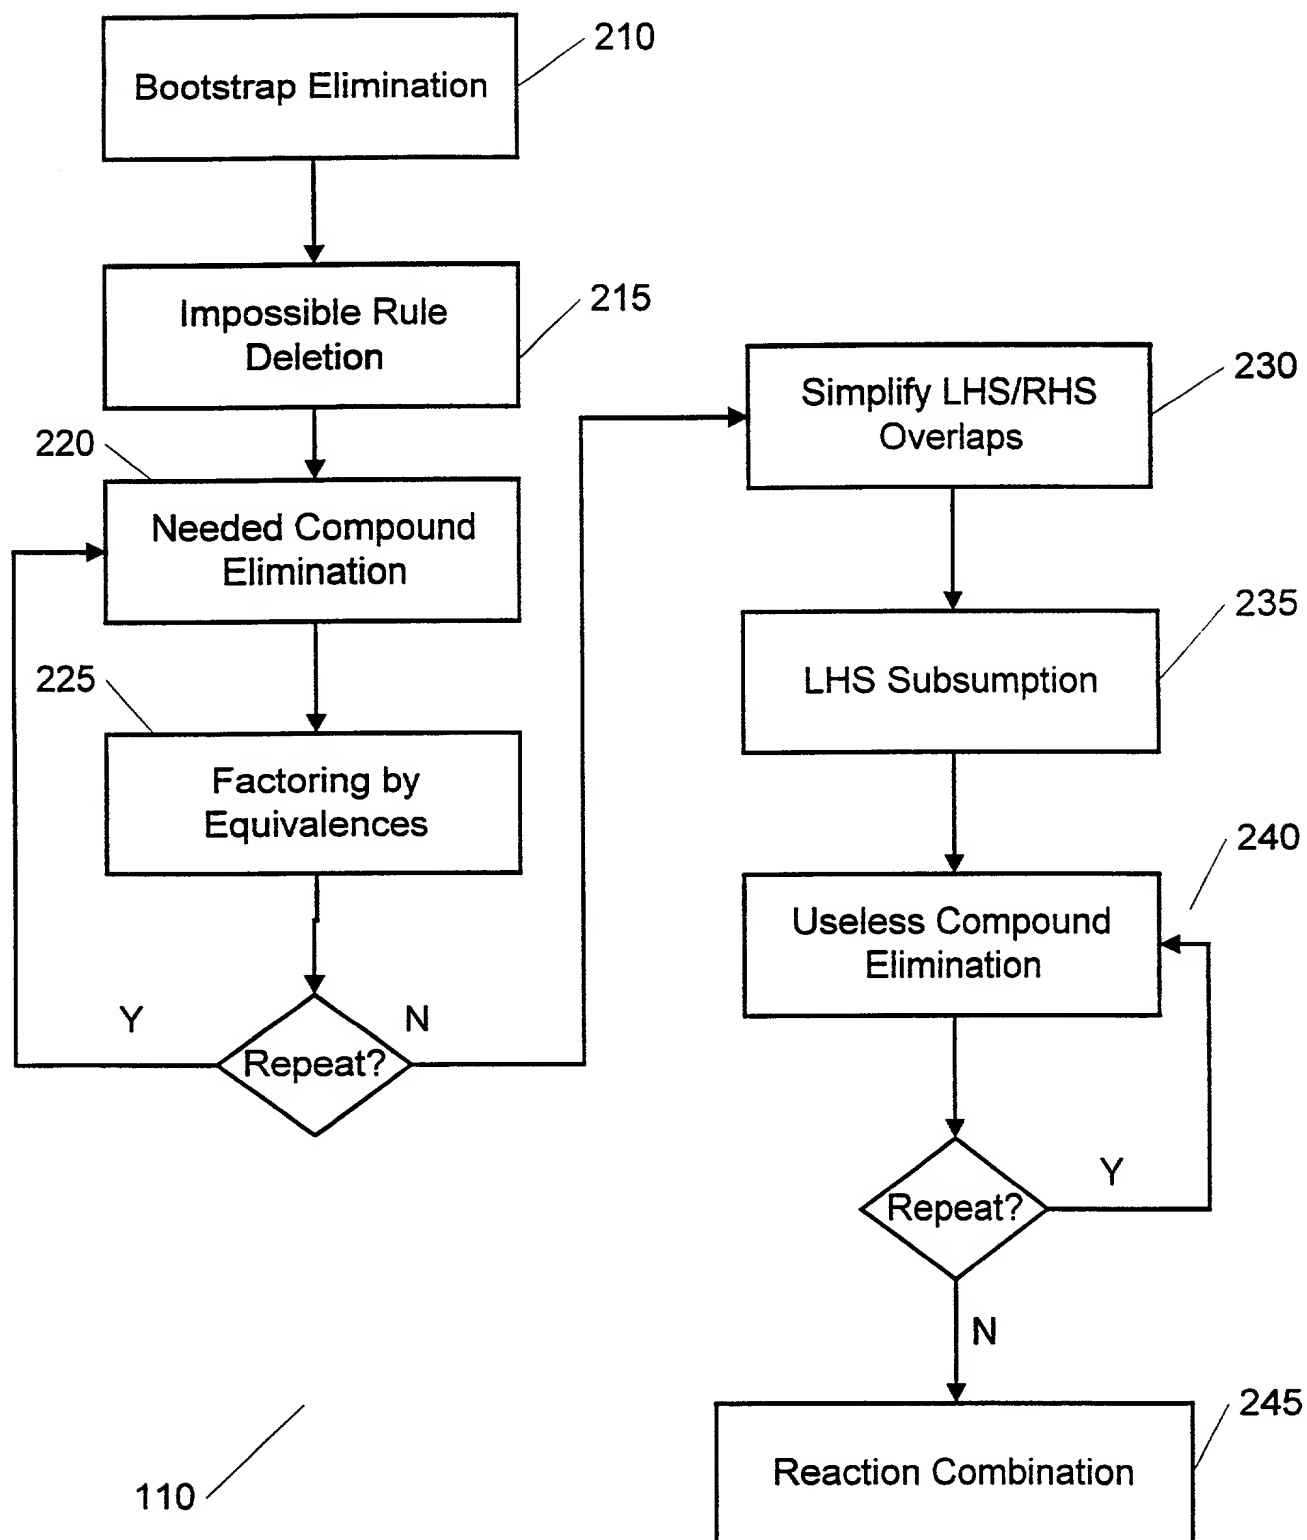 210
Bootstrap Elimination
215
Impossible Rule
Deletion
220
Needed Compound
Elimination
225
Factoring by
Equivalences
Y
N
Repeat?
110
230
Simplify LHS/RHS
Overlaps
235
LHS Subsumption
240
Useless Compound
Elimination
Y
Repeat?
N
245
Reaction Combination